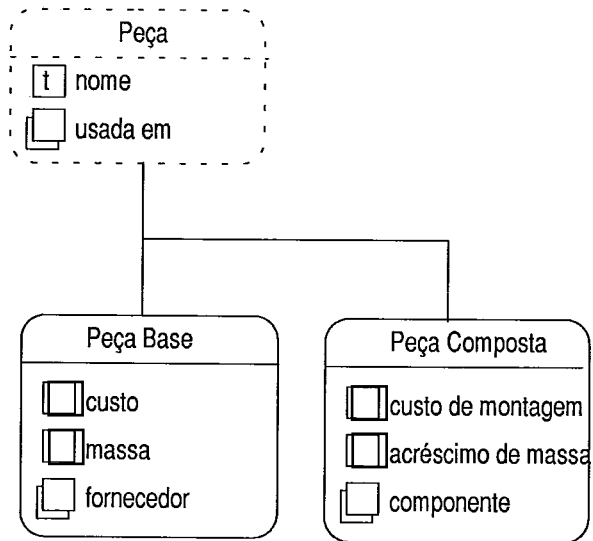 Peça
t nome
usada em
Peça Base
custo
massa
fornecedor
Peça Composta
custo de montagem
acréscimo de massa
componente